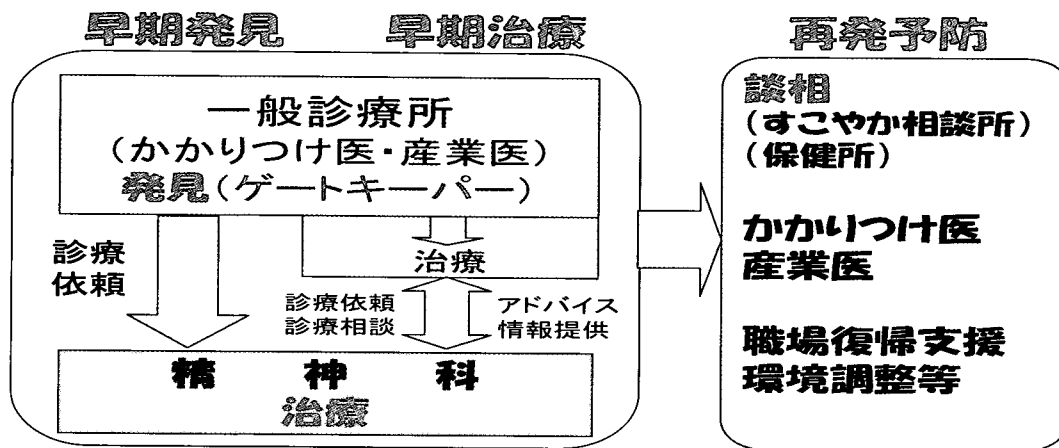 早期発見 早期治療 再発予防
一般診療所
(かかりつけ医・産業医)
発見(ゲートキーパー)
診療
依頼
治療
診療依頼
診療相談
アドバイス
情報提供
精神科
治療
談相
(すこやか相談所)
(保健所)
かかりつけ医
産業医
職場復帰支援
環境調整等